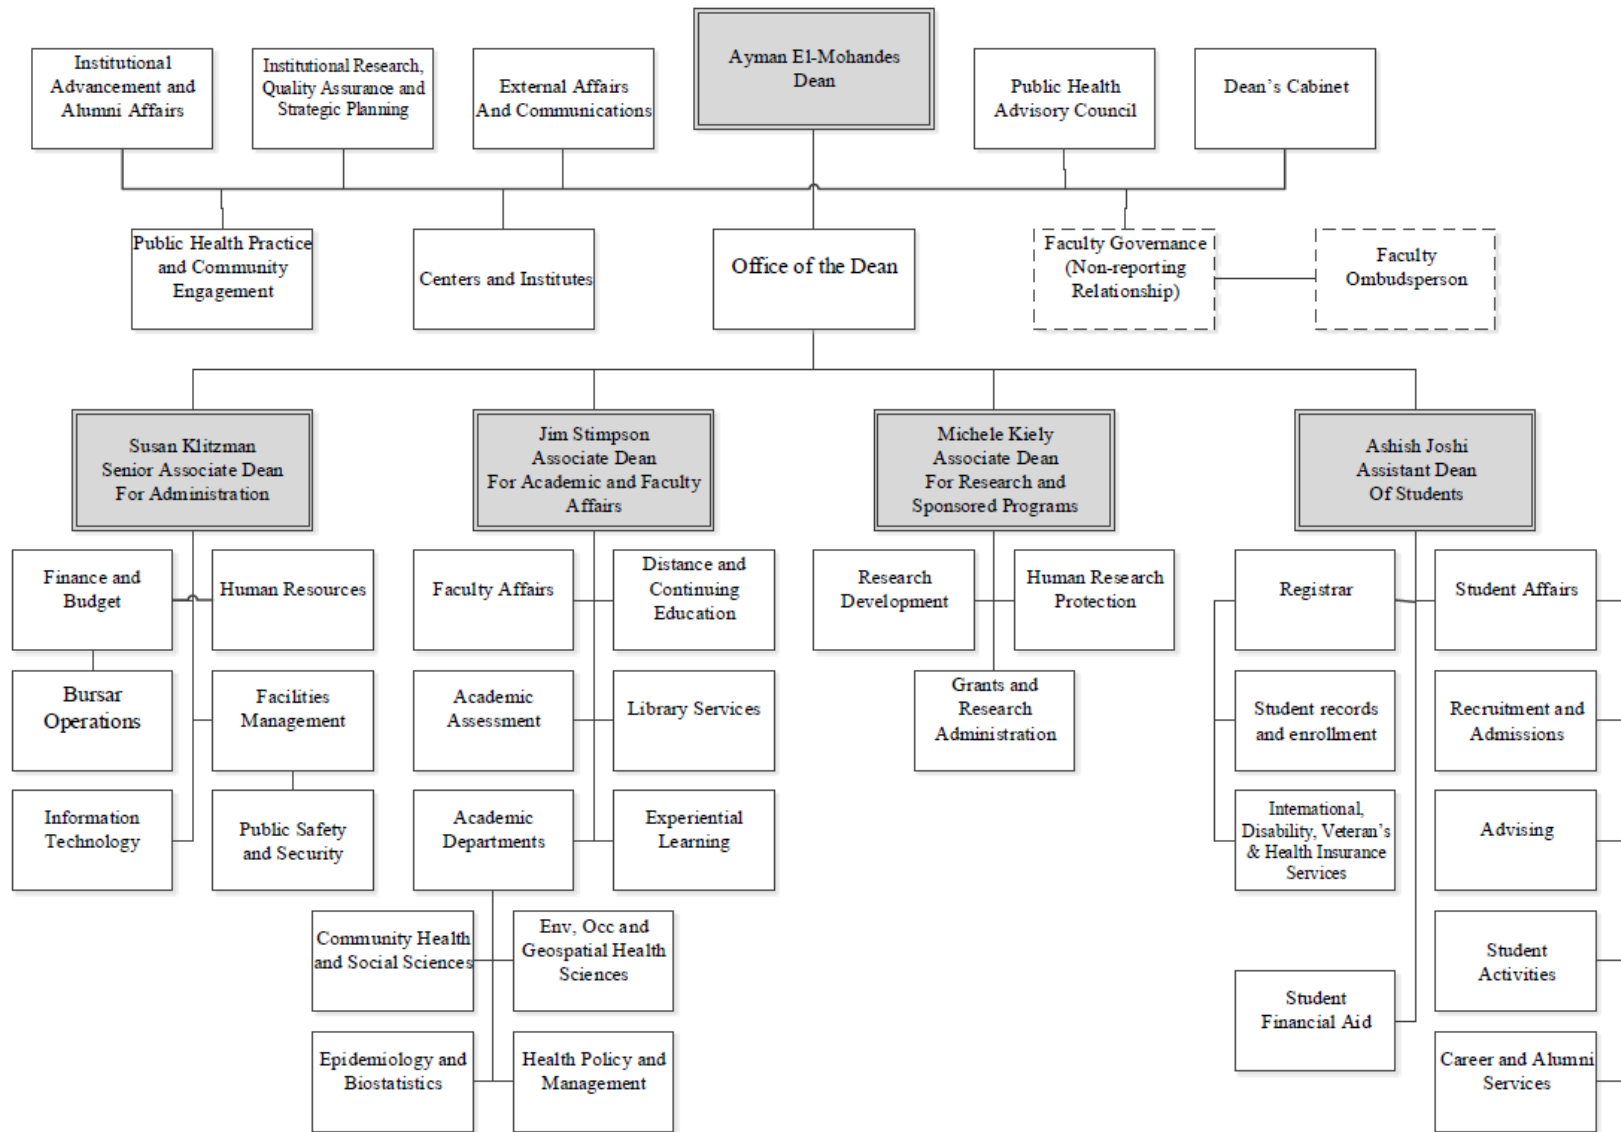 Institutional
Advancement and
Alumni Affairs
Institutional Research,
Quality Assurance and
Strategic Planning
External Affairs
And Communications
Ayman El-Mohandes
Dean
Public Health
Advisory Council
Dean's Cabinet
Public Health Practice
and Community
Engagement
Centers and Institutes
Office of the Dean
Faculty Governance
(Non-reporting
Relationship)
Faculty
Ombudsperson
Susan Klitzman
Senior Associate Dean
For Administration
Jim Stimpson
Associate Dean
For Academic and Faculty
Affairs
Michele Kiely
Associate Dean
For Research and
Sponsored Programs
Ashish Joshi
Assistant Dean
Of Students
Finance and
Budget
Human Resources
Faculty Affairs
Distance and
Continuing
Education
Research
Development
Human Research
Protection
Registrar
Student Affairs
Bursar
Operations
Facilities
Management
Academic
Assessment
Library Services
Grants and
Research
Administration
Student records
and enrollment
Recruitment and
Admissions
Information
Technology
Public Safety
and Security
Academic
Departments
Experiential
Learning
International,
Disability, Veteran's
& Health Insurance
Services
Advising
Community Health
and Social Sciences
Env, Occ and
Geospatial Health
Sciences
Student
Activities
Student
Financial Aid
Epidemiology and
Biostatistics
Health Policy and
Management
Career and Alumni
Services